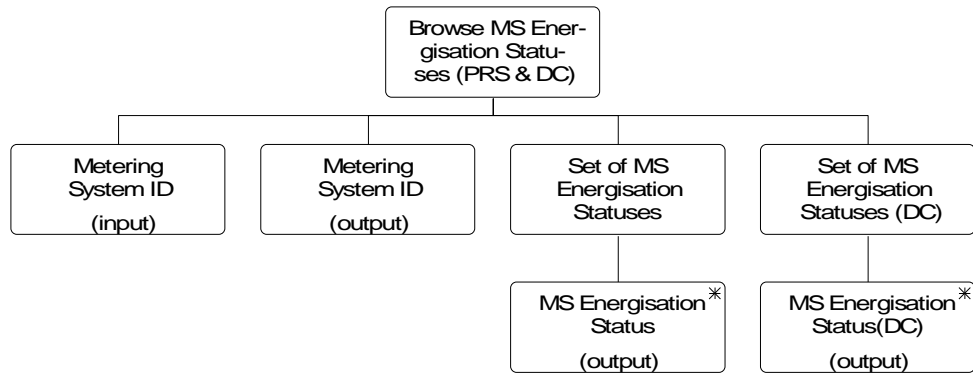 Browse MS Ener-
gisation Statu-
ses (PRS & DC)
Metering
System ID
(input)
Metering
System ID
(output)
Set of MS
Energisation
Statuses
Set of MS
Energisation
Statuses (DC)
MS Energisation *
Status
(output)
MS Energisation *
Status(DC)
(output)